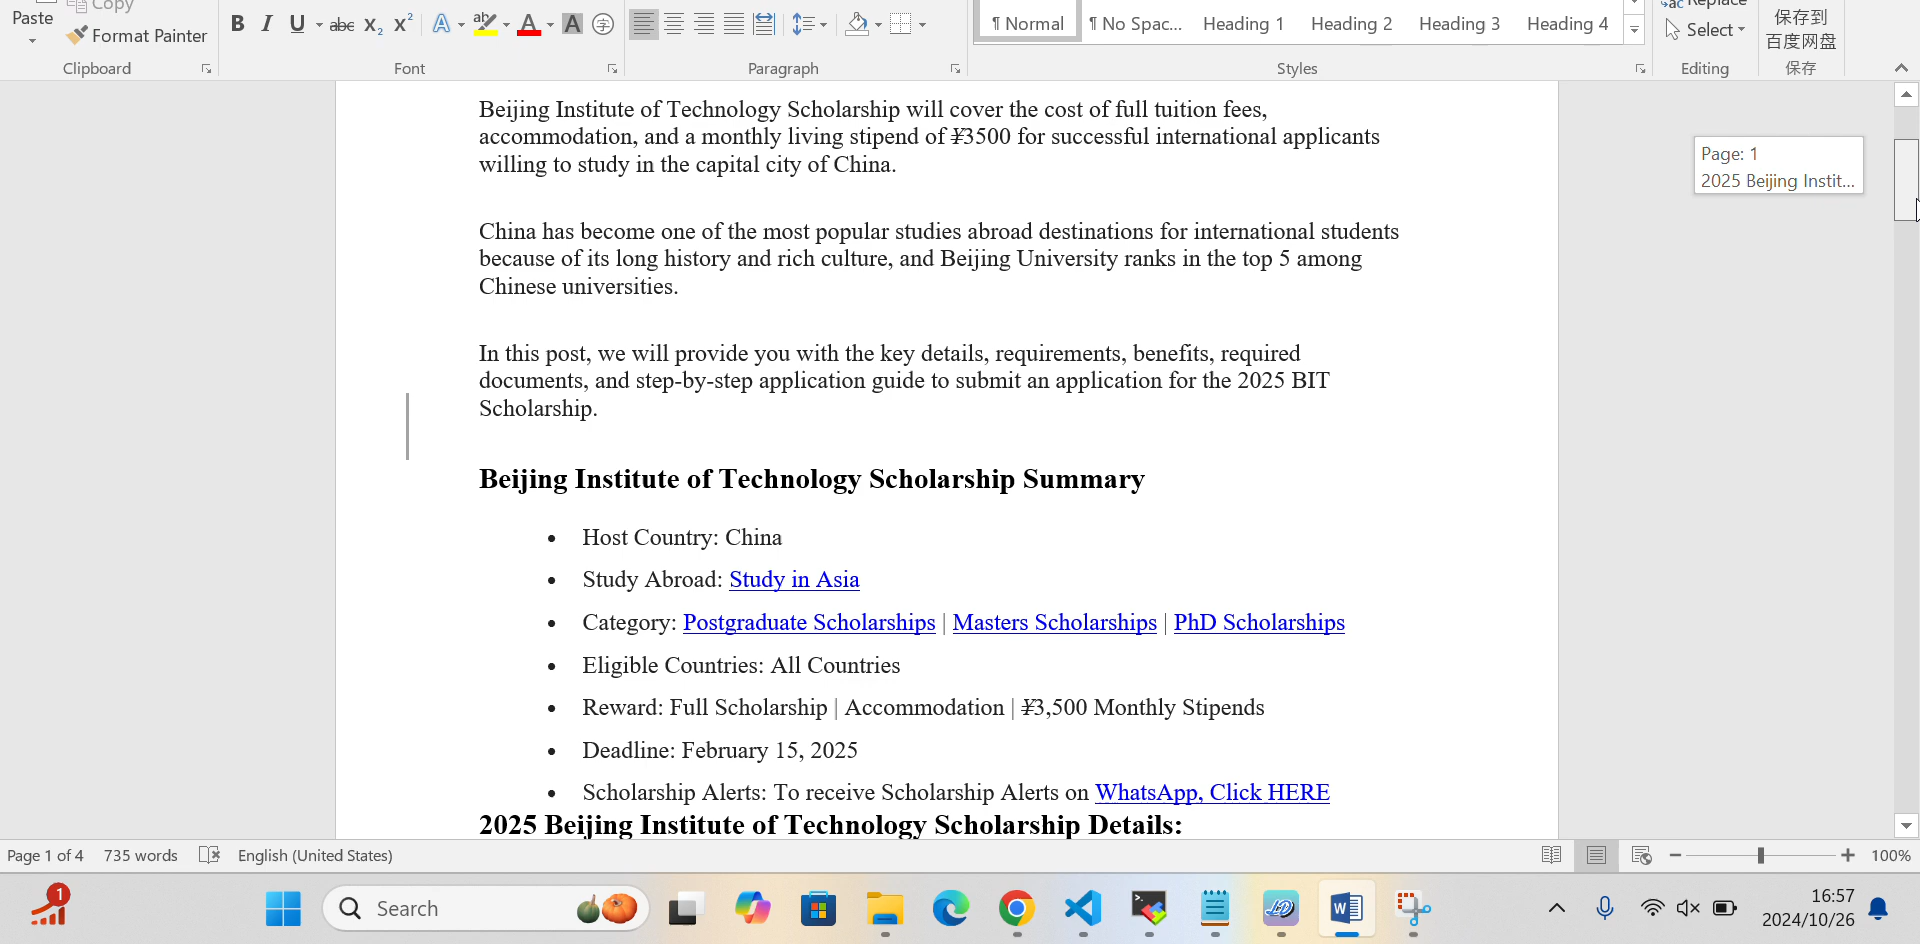 Copy
Replace
Paste
Format Painter
B I U abc X₂ X² A ab A A 字
¶ Normal ¶ No Spac... Heading 1 Heading 2 Heading 3 Heading 4
Select
保存到
百度网盘
Clipboard Font Paragraph Styles Editing 保存
Beijing Institute of Technology Scholarship will cover the cost of full tuition fees,
accommodation, and a monthly living stipend of ¥3500 for successful international applicants
willing to study in the capital city of China.
Page: 1
2025 Beijing Instit...
China has become one of the most popular studies abroad destinations for international students
because of its long history and rich culture, and Beijing University ranks in the top 5 among
Chinese universities.
In this post, we will provide you with the key details, requirements, benefits, required
documents, and step-by-step application guide to submit an application for the 2025 BIT
Scholarship.
Beijing Institute of Technology Scholarship Summary
• Host Country: China
• Study Abroad: Study in Asia
• Category: Postgraduate Scholarships | Masters Scholarships | PhD Scholarships
• Eligible Countries: All Countries
• Reward: Full Scholarship | Accommodation | ¥3,500 Monthly Stipends
• Deadline: February 15, 2025
• Scholarship Alerts: To receive Scholarship Alerts on WhatsApp, Click HERE
2025 Beijing Institute of Technology Scholarship Details:
Page 1 of 4 735 words English (United States) 100%
1
Search
16:57
2024/10/26